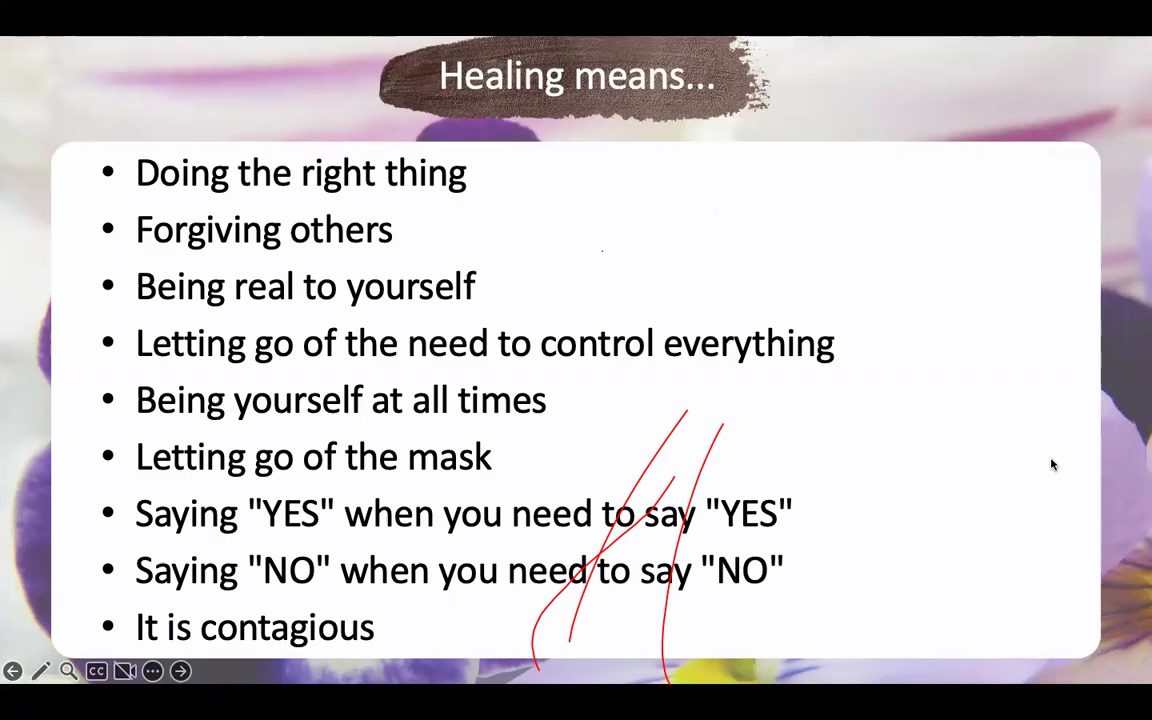 Healing means...
• Doing the right thing
• Forgiving others
• Being real to yourself
• Letting go of the need to control everything
• Being yourself at all times
• Letting go of the mask
• Saying "YES" when you need to say "YES"
• Saying "NO" when you need to say "NO"
• It is contagious
CC